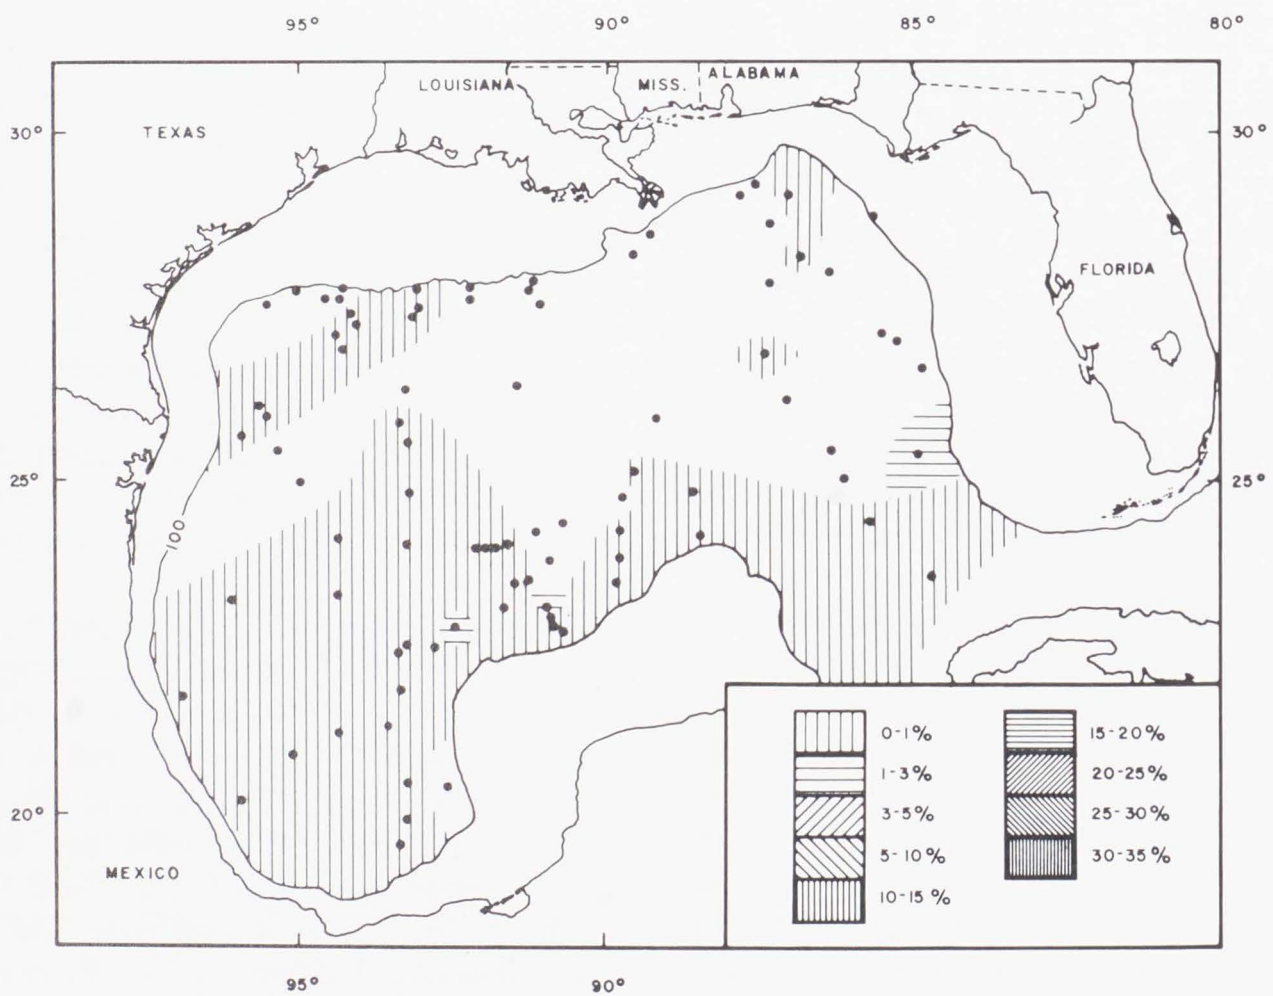 95° 90° 85° 80°
LOUISIANA MISS. ALABAMA
TEXAS
30° 30°
FLORIDA
25° 25°
100
0-1% 15-20%
1-3% 20-25%
3-5% 25-30%
5-10% 30-35%
10-15%
20°
MEXICO
95° 90°